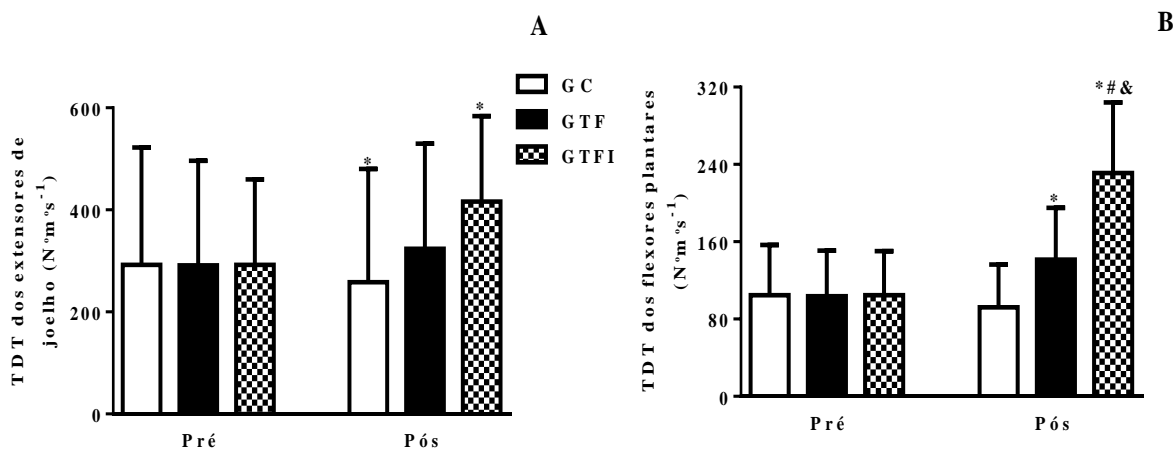 A
TDT dos extensores de
joelho (N°m°s⁻¹)
600
400
200
0
Pré
Pós
*
*
GC
GTF
GTFI
B
TDT dos flexores plantares
(N°m°s⁻¹)
320
240
160
80
0
Pré
Pós
*
*#&